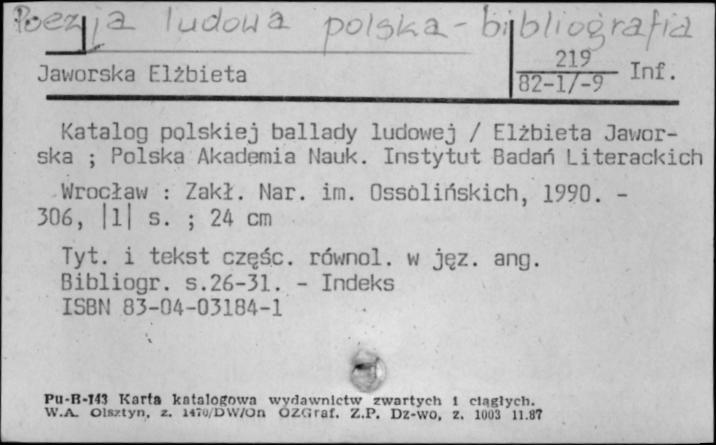 Poezja ludowa polska - bibliografia
219
Jaworska Elżbieta
82-1/-9 Inf.
Katalog polskiej ballady ludowej / Elżbieta Jawor-
ska ; Polska Akademia Nauk. Instytut Badań Literackich
Wrocław : Zakł. Nar. im. Ossolińskich, 1990. -
306, |1| s. ; 24 cm
Tyt. i tekst częśc. równol. w jęz. ang.
Bibliogr. s.26-31. - Indeks
ISBN 83-04-03184-1
Pu-B-143 Karta katalogowa wydawnictw zwartych i ciągłych.
W.A. Olsztyn, z. 1470/DW/On OZGraf. Z.P. Dz-wo, z. 1003 11.87